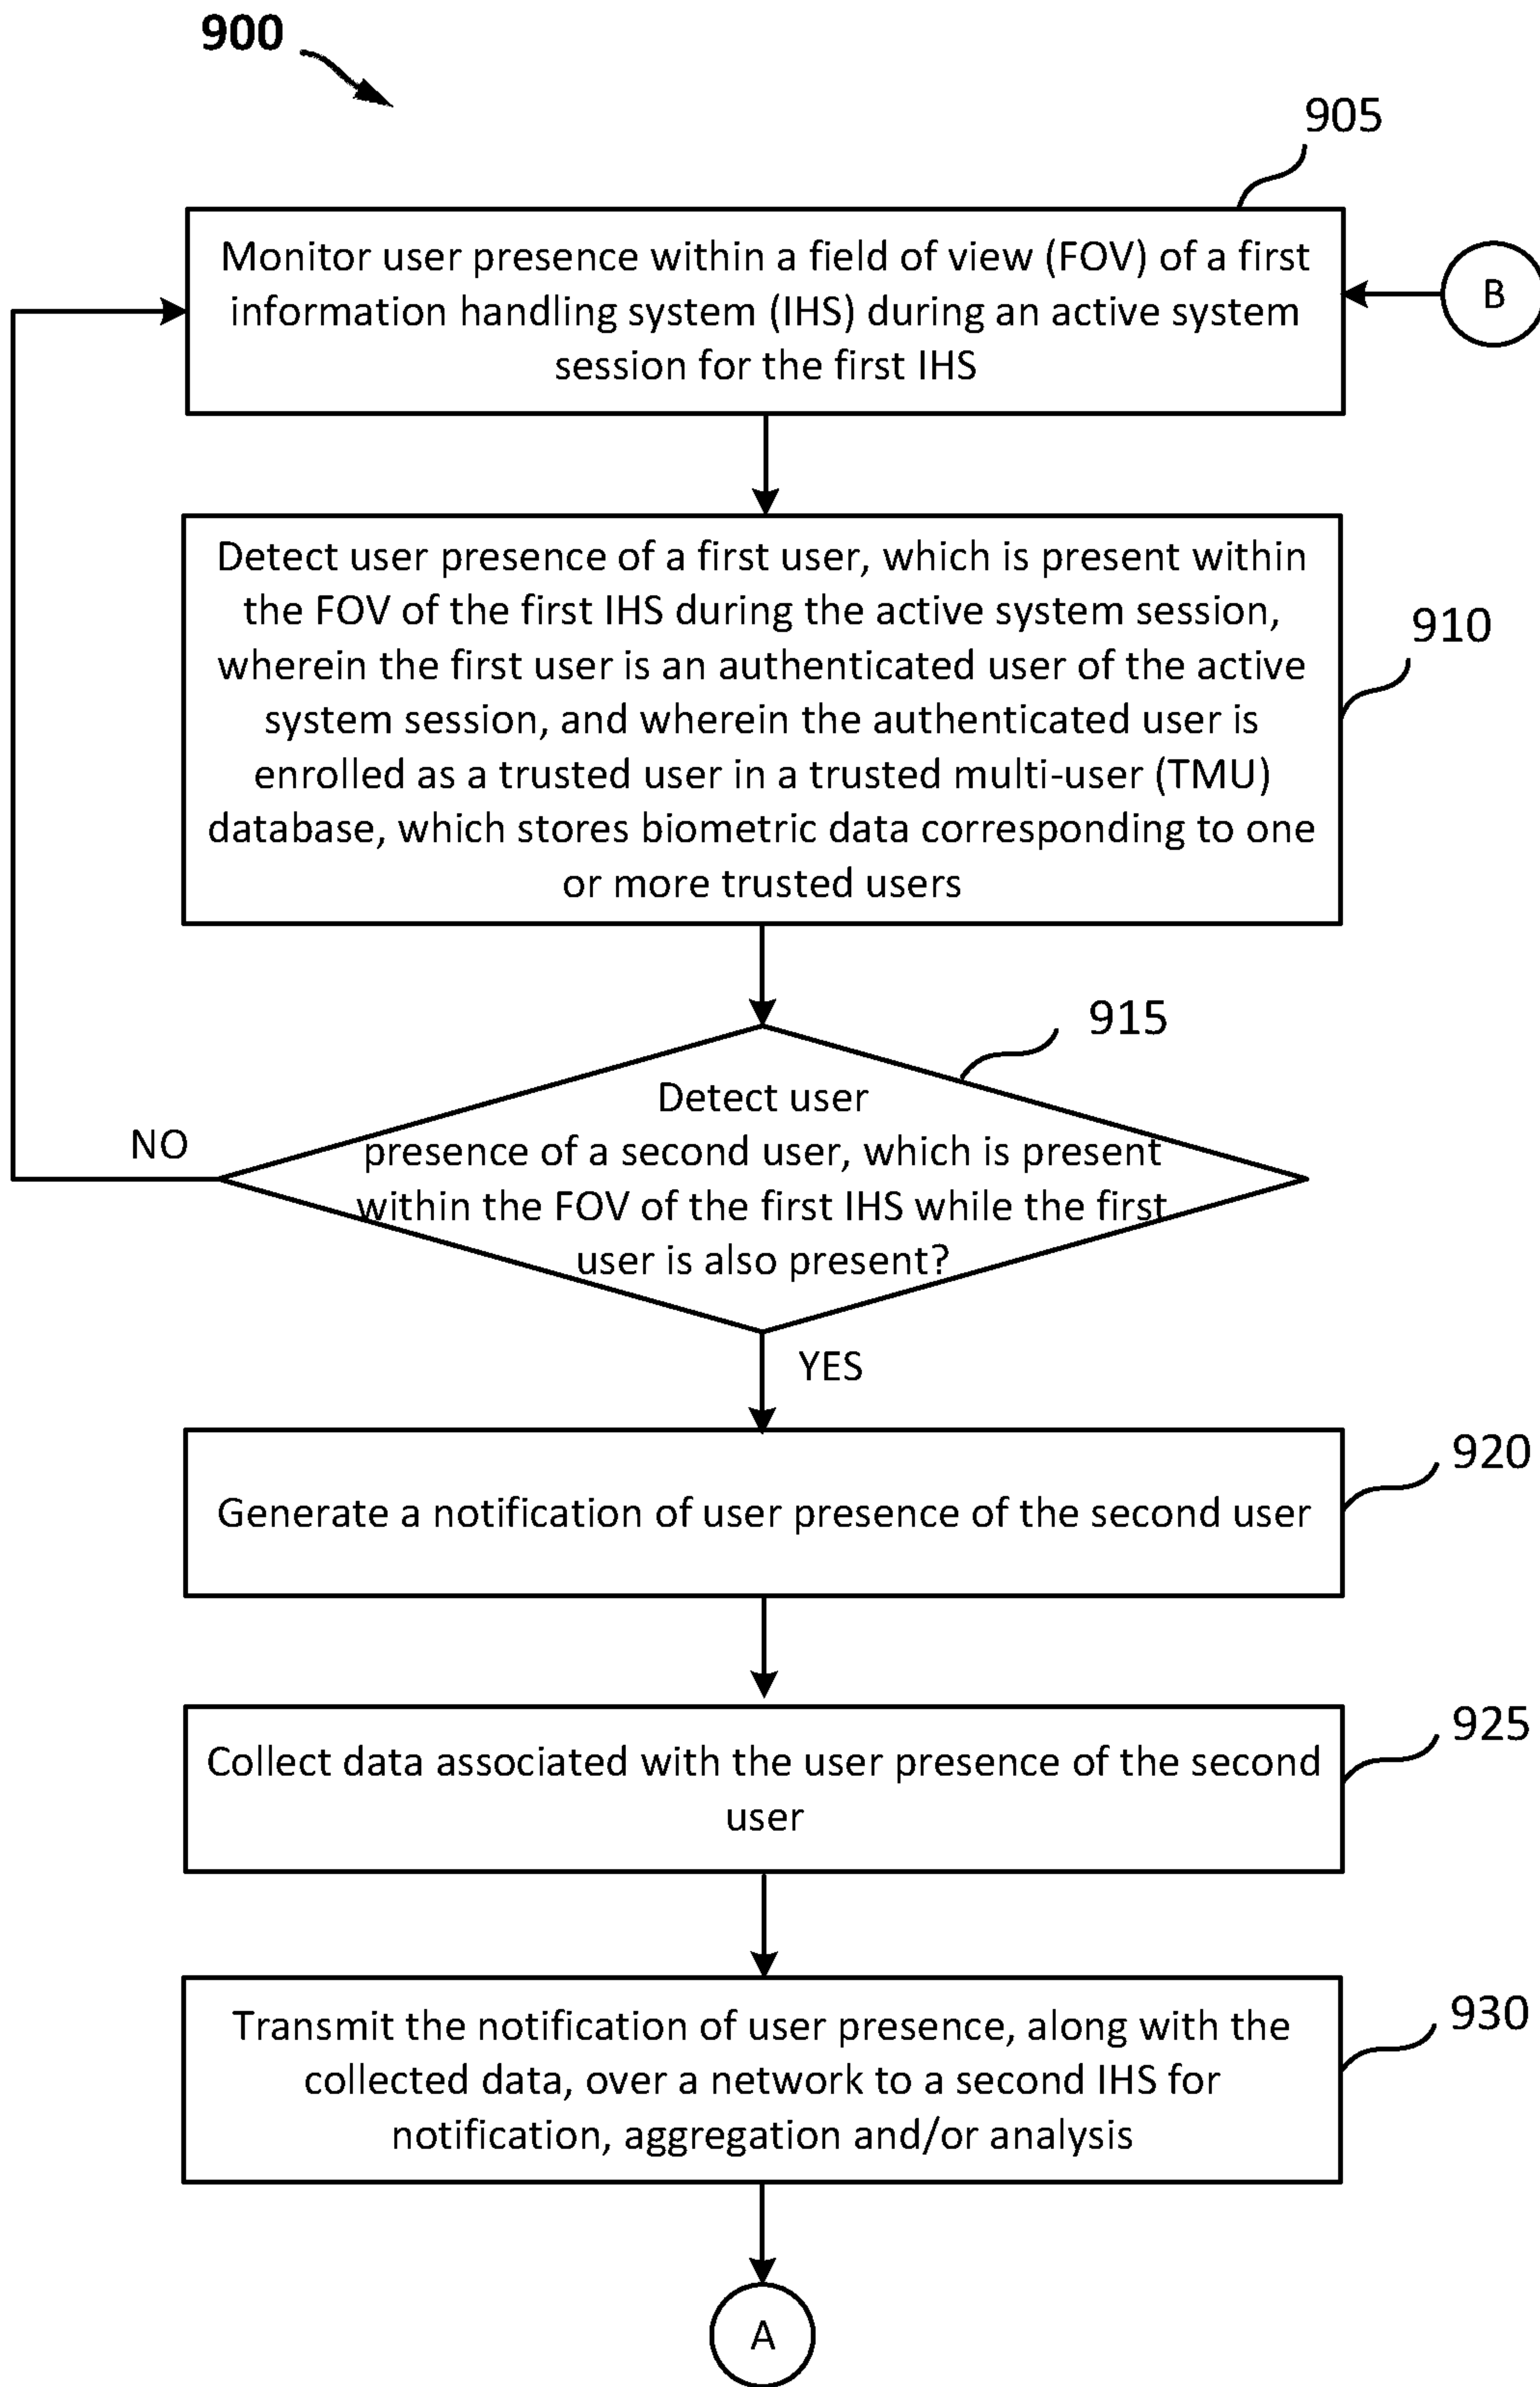 900
905
Monitor user presence within a field of view (FOV) of a first
information handling system (IHS) during an active system
session for the first IHS
B
Detect user presence of a first user, which is present within
the FOV of the first IHS during the active system session,
wherein the first user is an authenticated user of the active
system session, and wherein the authenticated user is
enrolled as a trusted user in a trusted multi-user (TMU)
database, which stores biometric data corresponding to one
or more trusted users
910
915
Detect user
presence of a second user, which is present
within the FOV of the first IHS while the first
user is also present?
NO
YES
920
Generate a notification of user presence of the second user
925
Collect data associated with the user presence of the second
user
930
Transmit the notification of user presence, along with the
collected data, over a network to a second IHS for
notification, aggregation and/or analysis
A